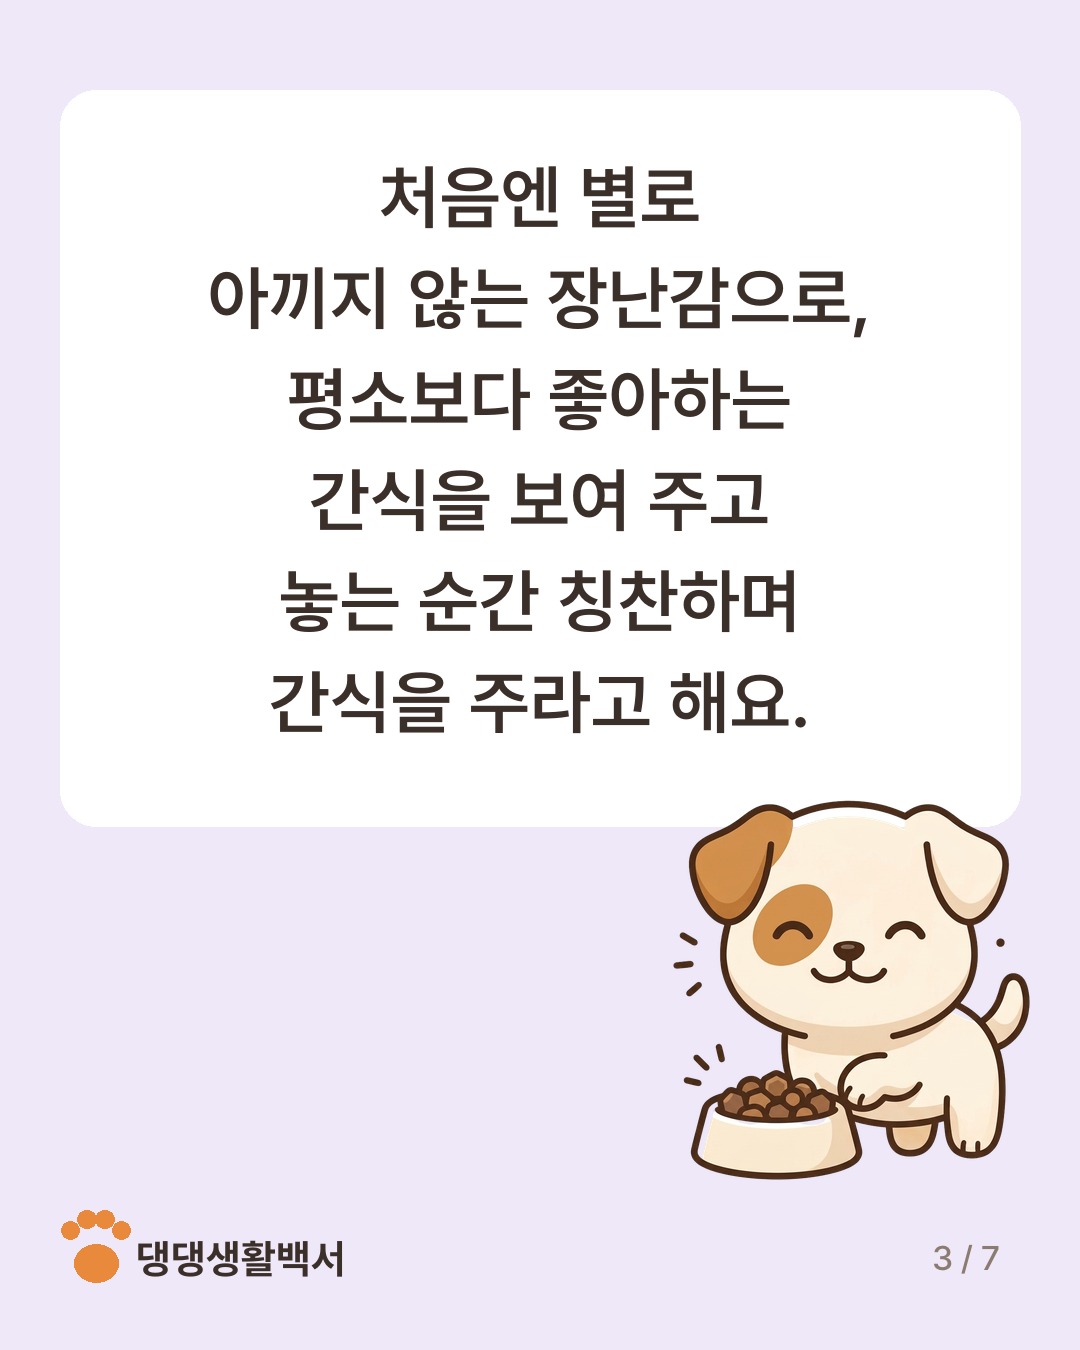 처음엔 별로
아끼지 않는 장난감으로,
평소보다 좋아하는
간식을 보여 주고
놓는 순간 칭찬하며
간식을 주라고 해요.
댕댕생활백서
3 / 7